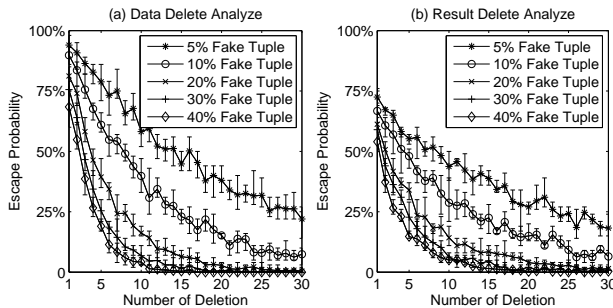 (a) Data Delete Analyze
100%
75%
50%
25%
0
Escape Probability
5% Fake Tuple
10% Fake Tuple
20% Fake Tuple
30% Fake Tuple
40% Fake Tuple
1 5 10 15 20 25 30
Number of Deletion
(b) Result Delete Analyze
100%
75%
50%
25%
0
Escape Probability
5% Fake Tuple
10% Fake Tuple
20% Fake Tuple
30% Fake Tuple
40% Fake Tuple
1 5 10 15 20 25 30
Number of Deletion